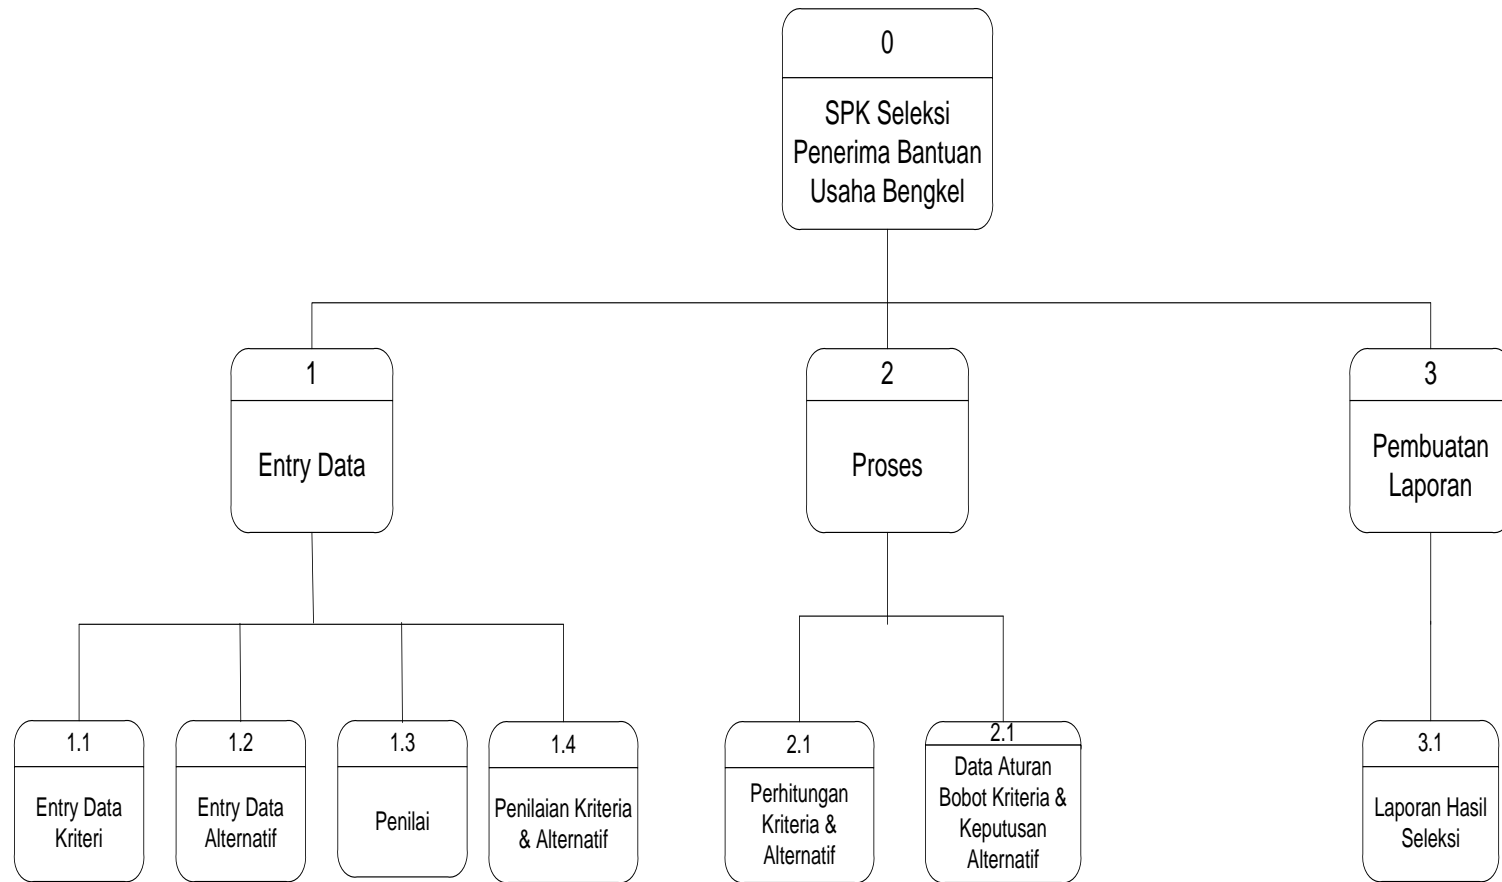 0
SPK Seleksi
Penerima Bantuan
Usaha Bengkel
1
Entry Data
2
Proses
3
Pembuatan
Laporan
1.1
Entry Data
Kriteri
1.2
Entry Data
Alternatif
1.3
Penilai
1.4
Penilaian Kriteria
& Alternatif
2.1
Perhitungan
Kriteria &
Alternatif
2.1
Data Aturan
Bobot Kriteria &
Keputusan
Alternatif
3.1
Laporan Hasil
Seleksi